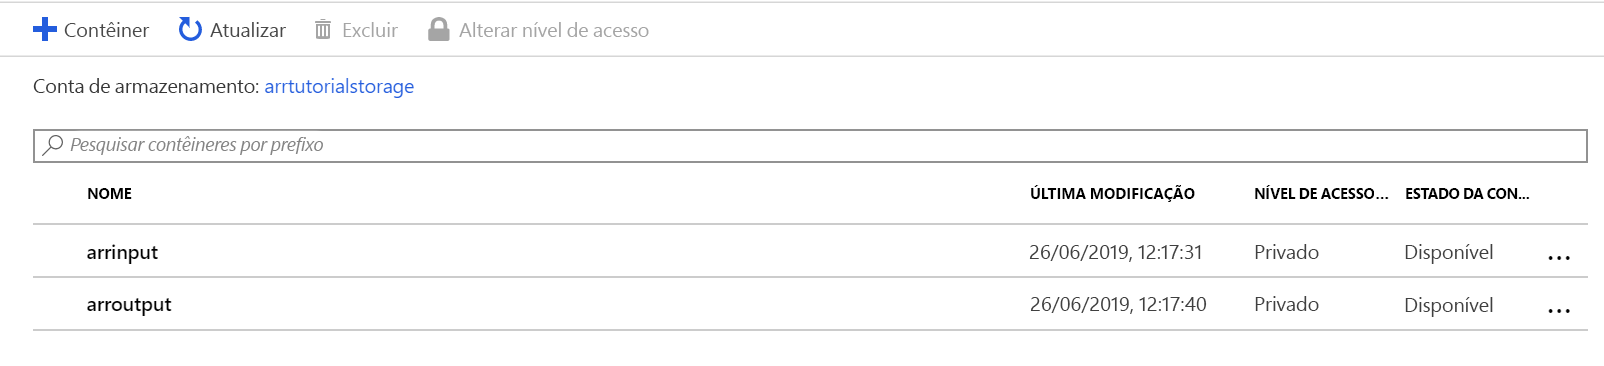 Contêiner Atualizar Excluir Alterar nível de acesso
Conta de armazenamento: arrtutorialstorage
Pesquisar contêineres por prefixo
NOME ÚLTIMA MODIFICAÇÃO NÍVEL DE ACESSO... ESTADO DA CON...
arrinput 26/06/2019, 12:17:31 Privado Disponível ...
arroutput 26/06/2019, 12:17:40 Privado Disponível ...